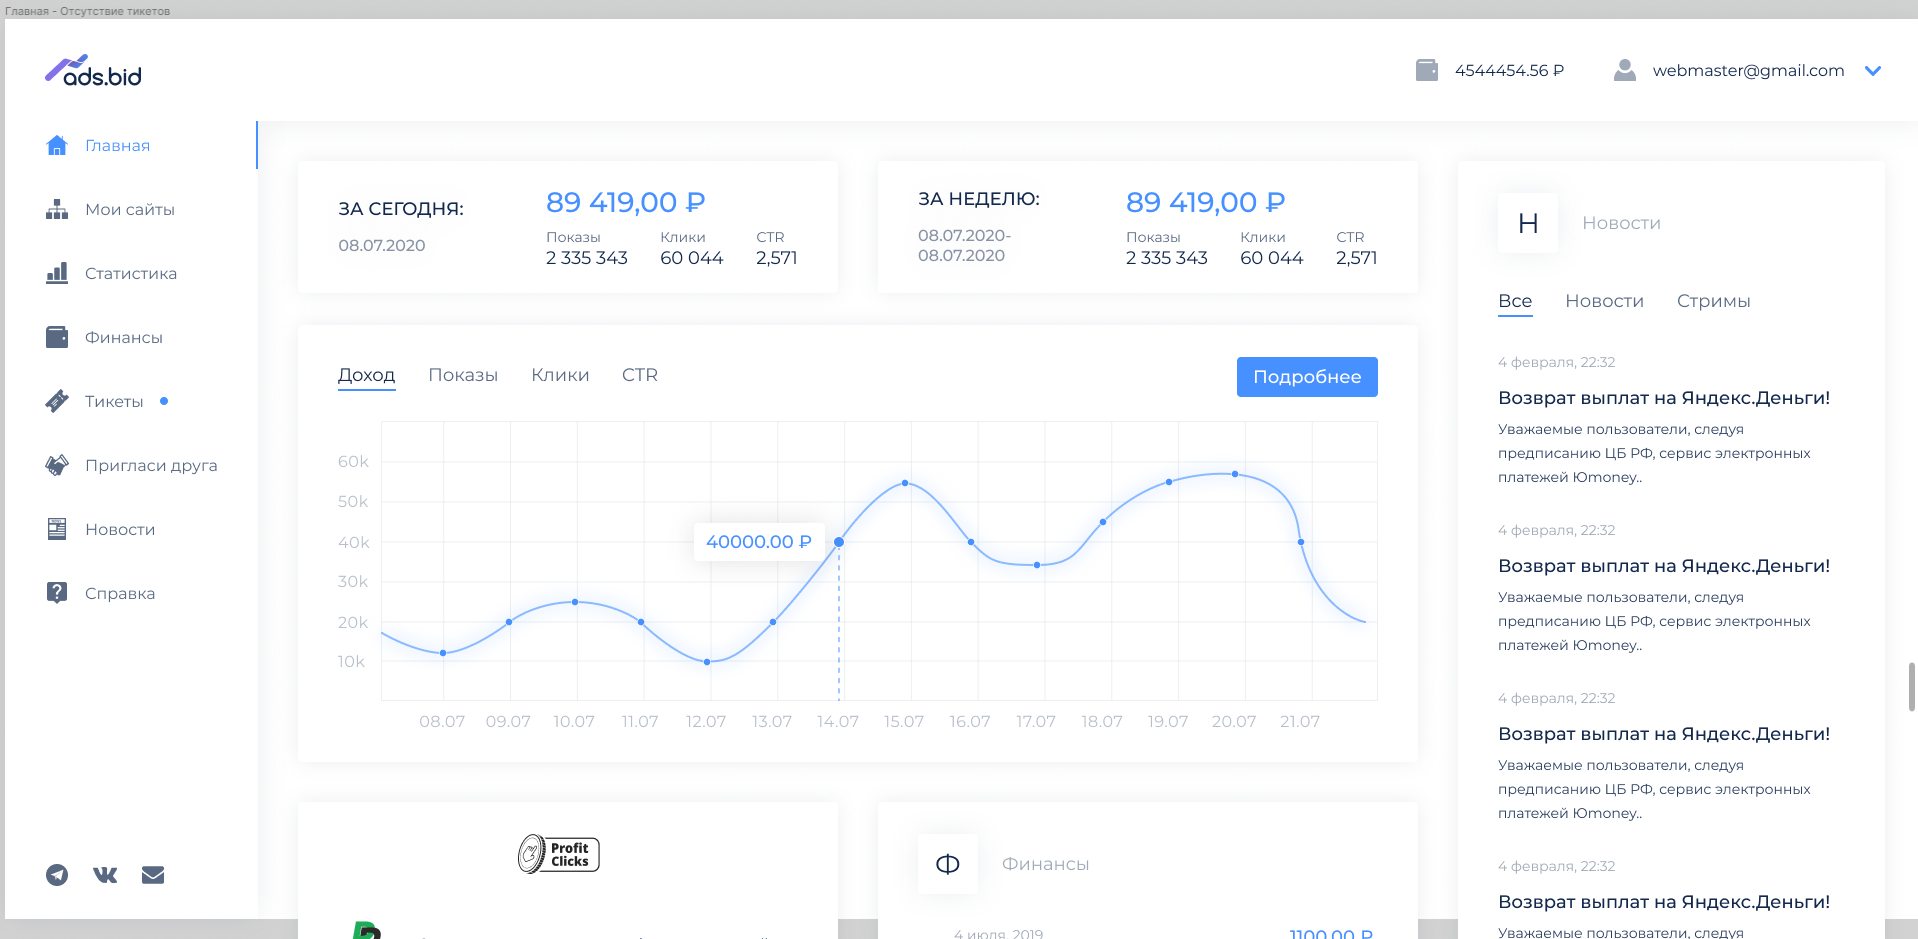 Главная - Отсутствие тикетов
ads.bid
4544454.56 ₽
webmaster@gmail.com
Главная
Мои сайты
Статистика
Финансы
Тикеты
Пригласи друга
Новости
Справка
ЗА СЕГОДНЯ:
08.07.2020
89 419,00 ₽
Показы Клики CTR
2 335 343 60 044 2,571
ЗА НЕДЕЛЮ:
08.07.2020-
08.07.2020
89 419,00 ₽
Показы Клики CTR
2 335 343 60 044 2,571
Доход Показы Клики CTR
Подробнее
60k
50k
40k
30k
20k
10k
40000.00 ₽
08.07 09.07 10.07 11.07 12.07 13.07 14.07 15.07 16.07 17.07 18.07 19.07 20.07 21.07
Profit
Clicks
Ф
Финансы
4 июля, 2019
1100.00 ₽
Н
Новости
Все Новости Стримы
4 февраля, 22:32
Возврат выплат на Яндекс.Деньги!
Уважаемые пользователи, следуя
предписанию ЦБ РФ, сервис электронных
платежей Юmoney..
4 февраля, 22:32
Возврат выплат на Яндекс.Деньги!
Уважаемые пользователи, следуя
предписанию ЦБ РФ, сервис электронных
платежей Юmoney..
4 февраля, 22:32
Возврат выплат на Яндекс.Деньги!
Уважаемые пользователи, следуя
предписанию ЦБ РФ, сервис электронных
платежей Юmoney..
4 февраля, 22:32
Возврат выплат на Яндекс.Деньги!
Уважаемые пользователи, следуя